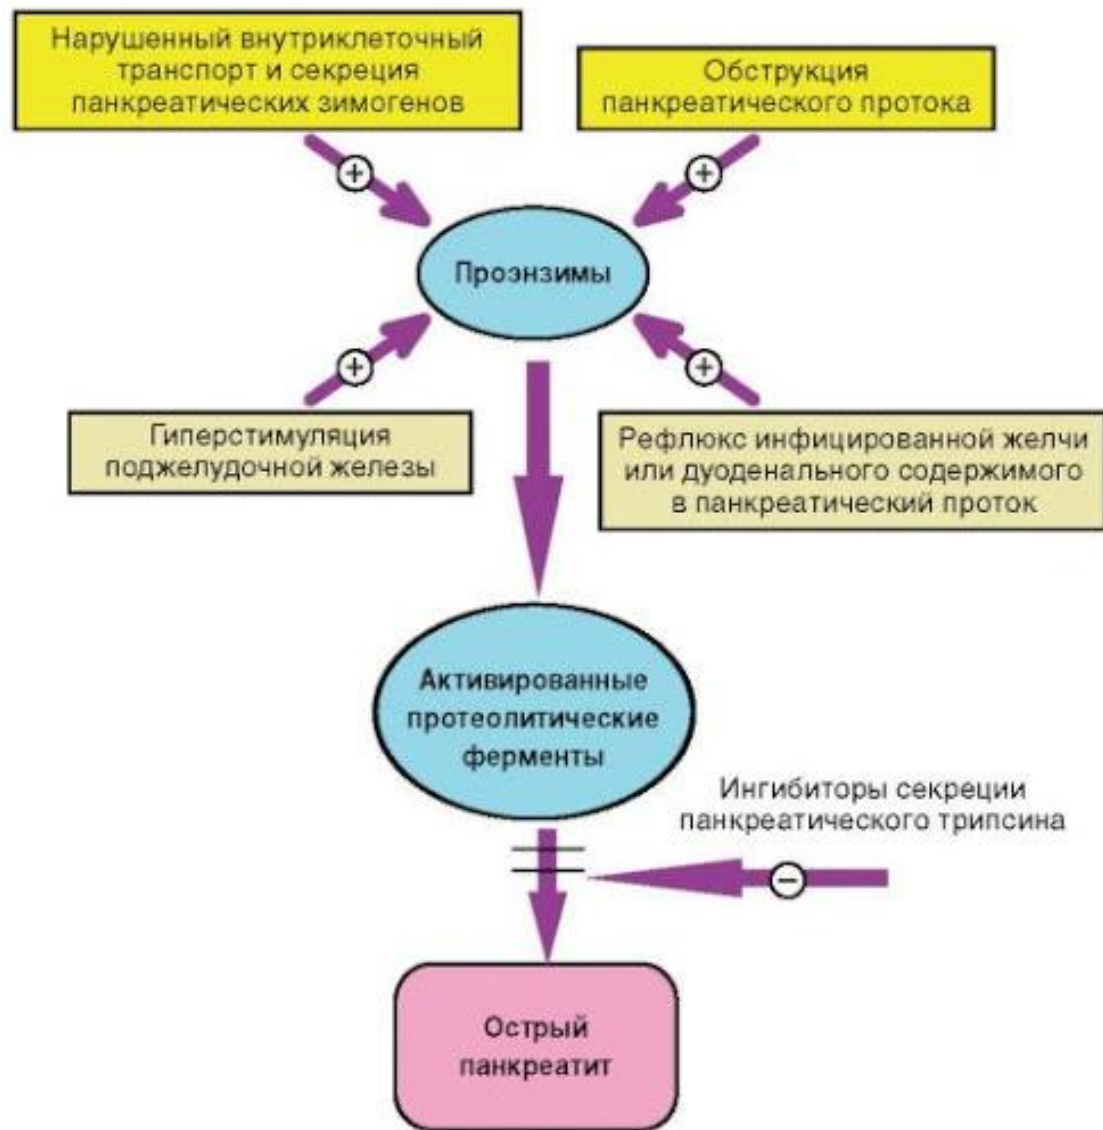 Нарушенный внутриклеточный
транспорт и секреция
панкреатических зимогенов
Обструкция
панкреатического протока
+
+
Проэнзимы
+
+
Гиперстимуляция
поджелудочной железы
Рефлюкс инфицированной желчи
или дуоденального содержимого
в панкреатический проток
Активированные
протеолитические
ферменты
Ингибиторы секреции
панкреатического трипсина
−
Острый
панкреатит